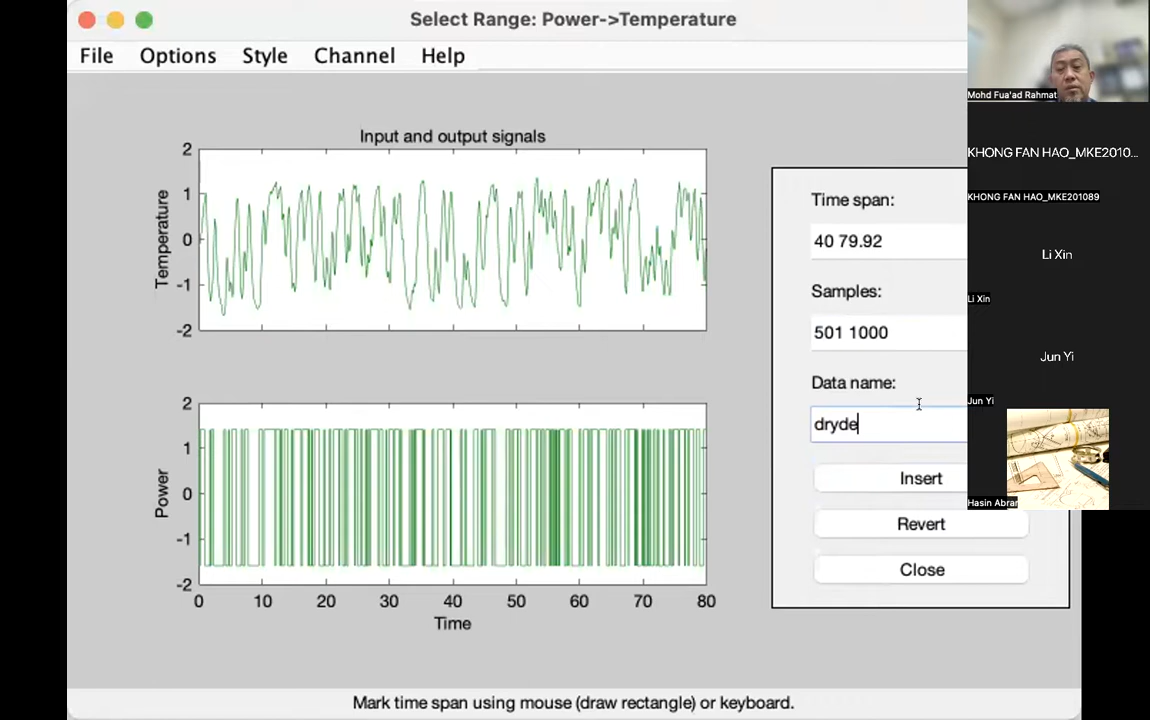 Select Range: Power->Temperature
File Options Style Channel Help
Input and output signals
Temperature
2
1
0
-1
-2
Power
2
1
0
-1
-2
0 10 20 30 40 50 60 70 80
Time
Time span:
40 79.92
Samples:
501 1000
Data name:
dryde
Insert
Revert
Close
Mark time span using mouse (draw rectangle) or keyboard.
Mohd Fua'ad Rahmat
KHONG FAN HAO_MKE2010...
KHONG FAN HAO_MKE201089
Li Xin
Li Xin
Jun Yi
Jun Yi
Hasin Abrar